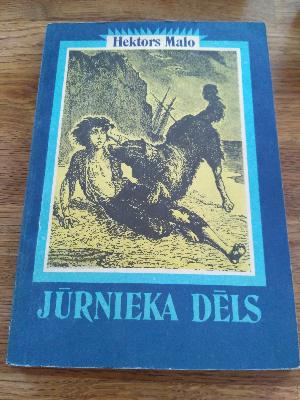 Hektors Malo
JŪRNIEKA DĒLS